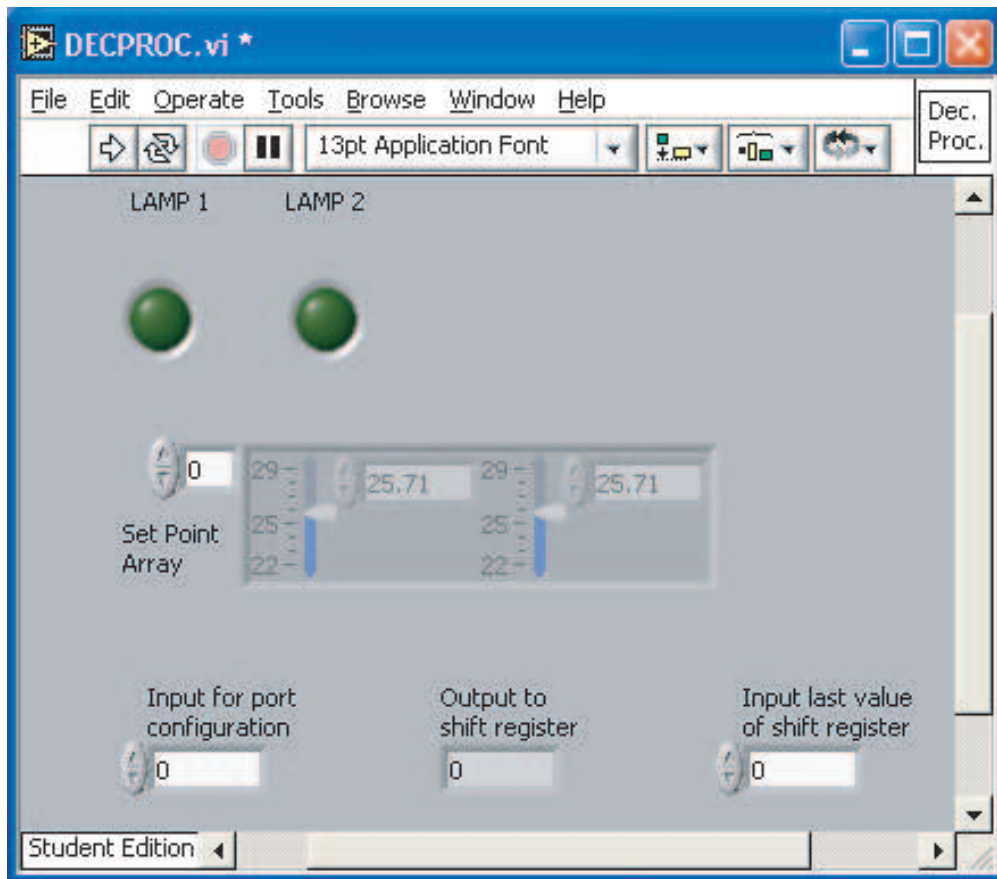 DECPROC.vi *
File Edit Operate Tools Browse Window Help
Dec.
Proc.
13pt Application Font
LAMP 1 LAMP 2
0
29 25.71 29 25.71
25 25
22 22
Set Point
Array
Input for port
configuration
0
Output to
shift register
0
Input last value
of shift register
0
Student Edition